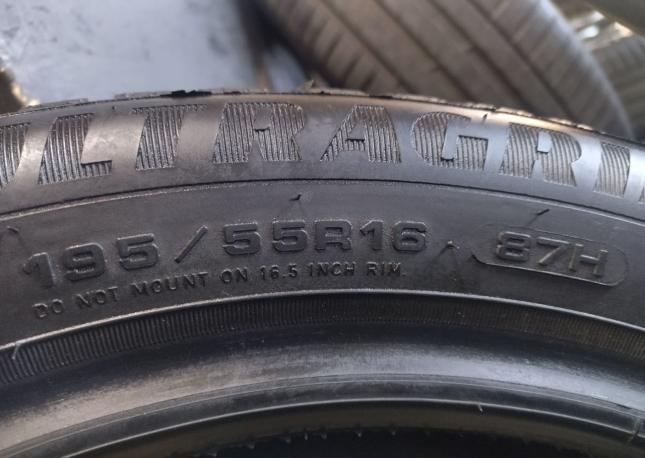 ULTRAGRI
195/55R16 87H
DO NOT MOUNT ON 16.5 INCH RIM.